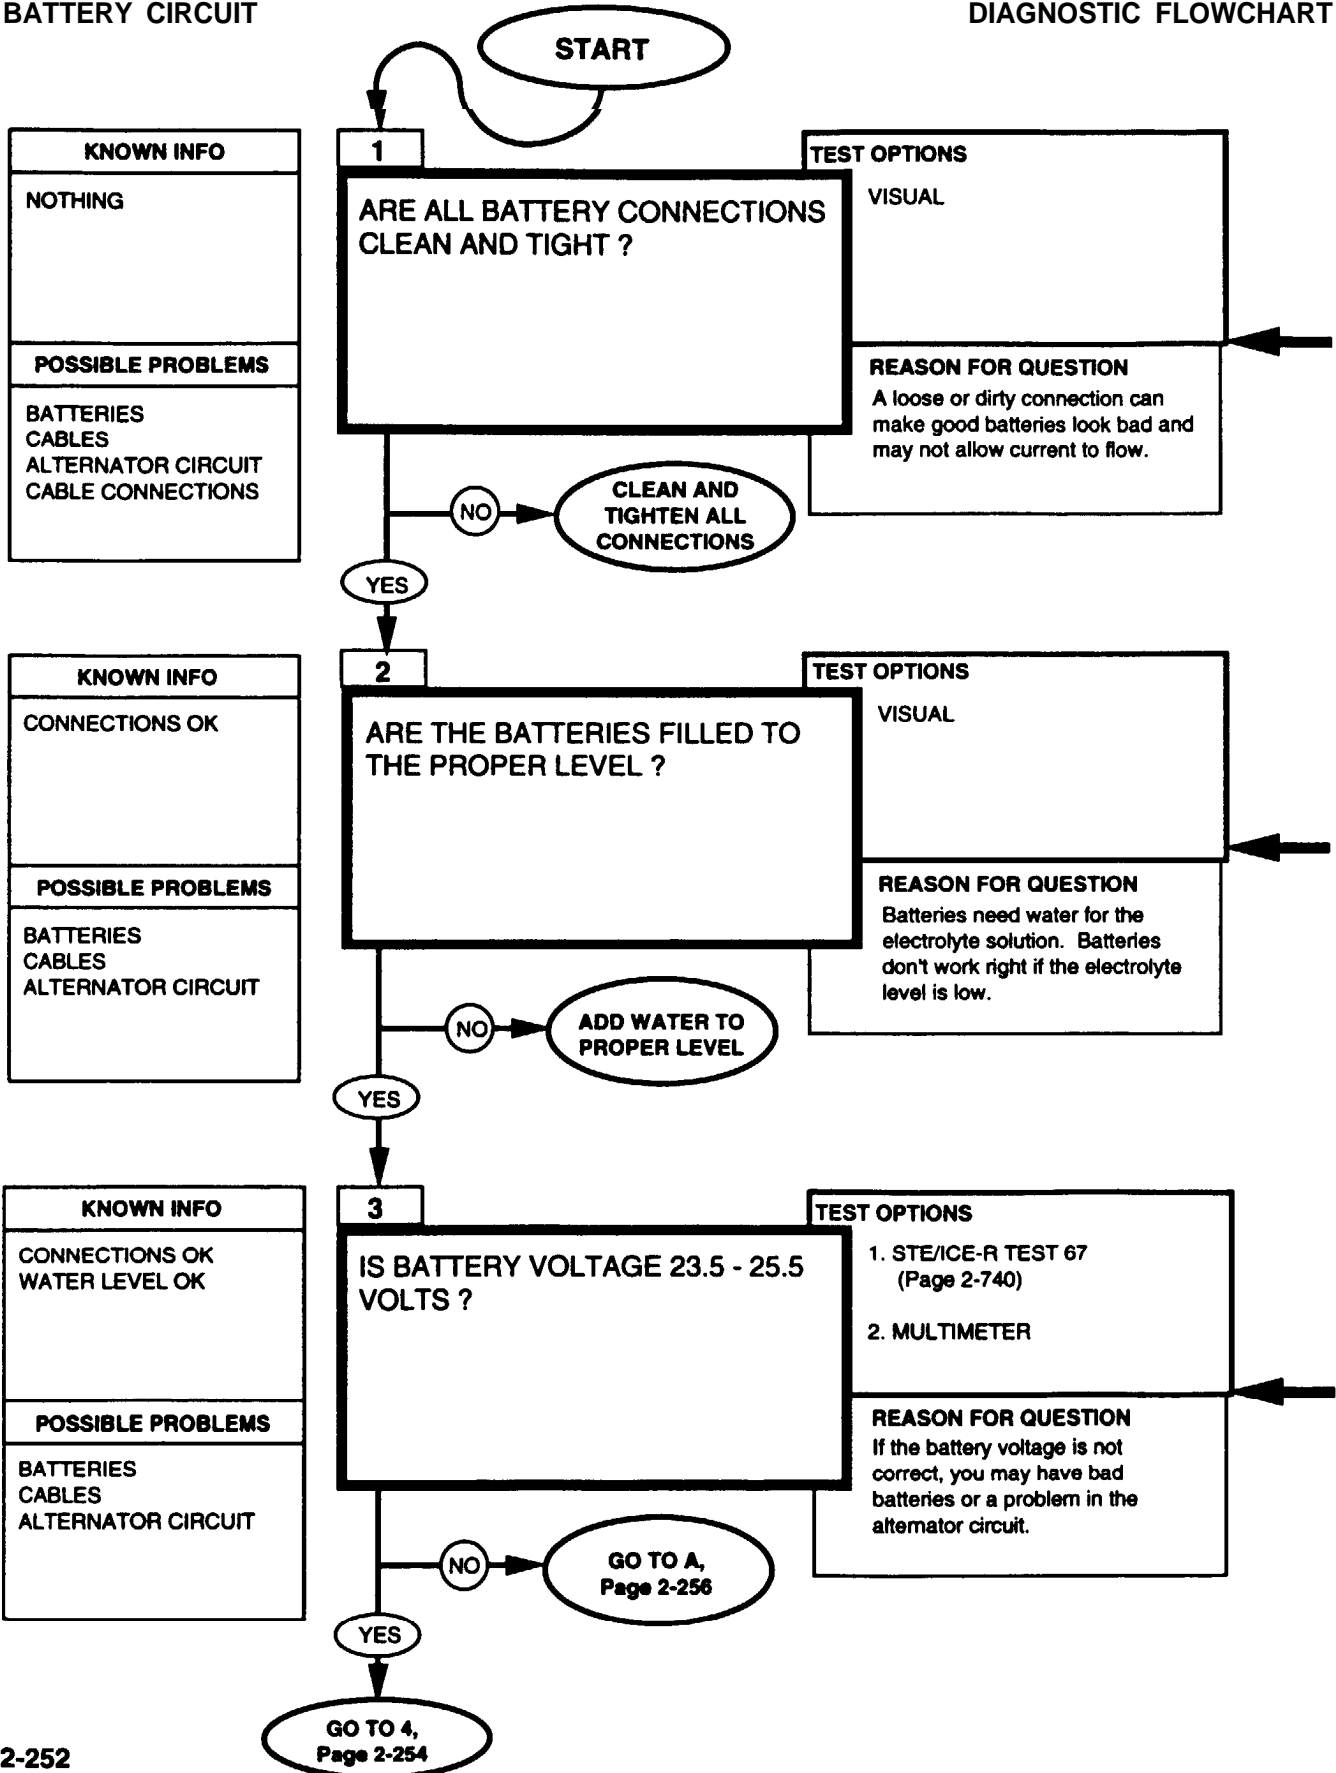 BATTERY CIRCUIT
DIAGNOSTIC FLOWCHART
START
KNOWN INFO
NOTHING
POSSIBLE PROBLEMS
BATTERIES
CABLES
ALTERNATOR CIRCUIT
CABLE CONNECTIONS
1
ARE ALL BATTERY CONNECTIONS
CLEAN AND TIGHT ?
TEST OPTIONS
VISUAL
REASON FOR QUESTION
A loose or dirty connection can
make good batteries look bad and
may not allow current to flow.
NO
CLEAN AND
TIGHTEN ALL
CONNECTIONS
YES
KNOWN INFO
CONNECTIONS OK
POSSIBLE PROBLEMS
BATTERIES
CABLES
ALTERNATOR CIRCUIT
2
ARE THE BATTERIES FILLED TO
THE PROPER LEVEL ?
TEST OPTIONS
VISUAL
REASON FOR QUESTION
Batteries need water for the
electrolyte solution. Batteries
don't work right if the electrolyte
level is low.
NO
ADD WATER TO
PROPER LEVEL
YES
KNOWN INFO
CONNECTIONS OK
WATER LEVEL OK
POSSIBLE PROBLEMS
BATTERIES
CABLES
ALTERNATOR CIRCUIT
3
IS BATTERY VOLTAGE 23.5 - 25.5
VOLTS ?
TEST OPTIONS
1. STE/ICE-R TEST 67
(Page 2-740)
2. MULTIMETER
REASON FOR QUESTION
If the battery voltage is not
correct, you may have bad
batteries or a problem in the
alternator circuit.
NO
GO TO A,
Page 2-256
YES
GO TO 4,
Page 2-254
2-252